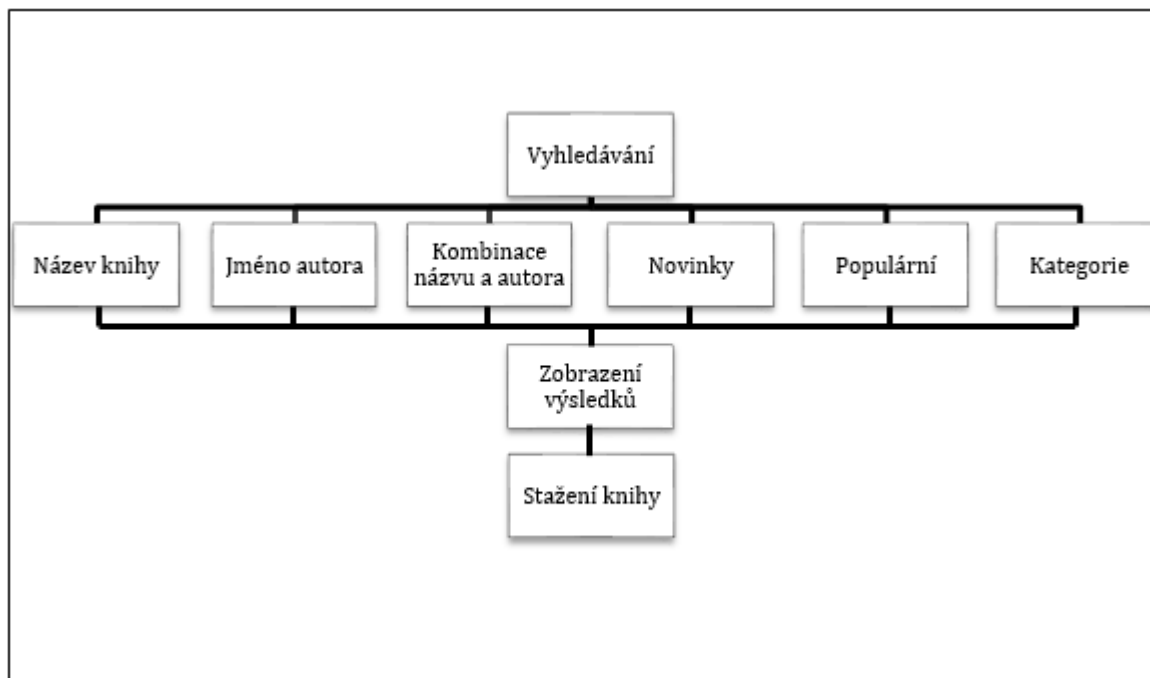 Vyhledávání
Název knihy
Jméno autora
Kombinace
názvu a autora
Novinky
Populární
Kategorie
Zobrazení
výsledků
Stažení knihy